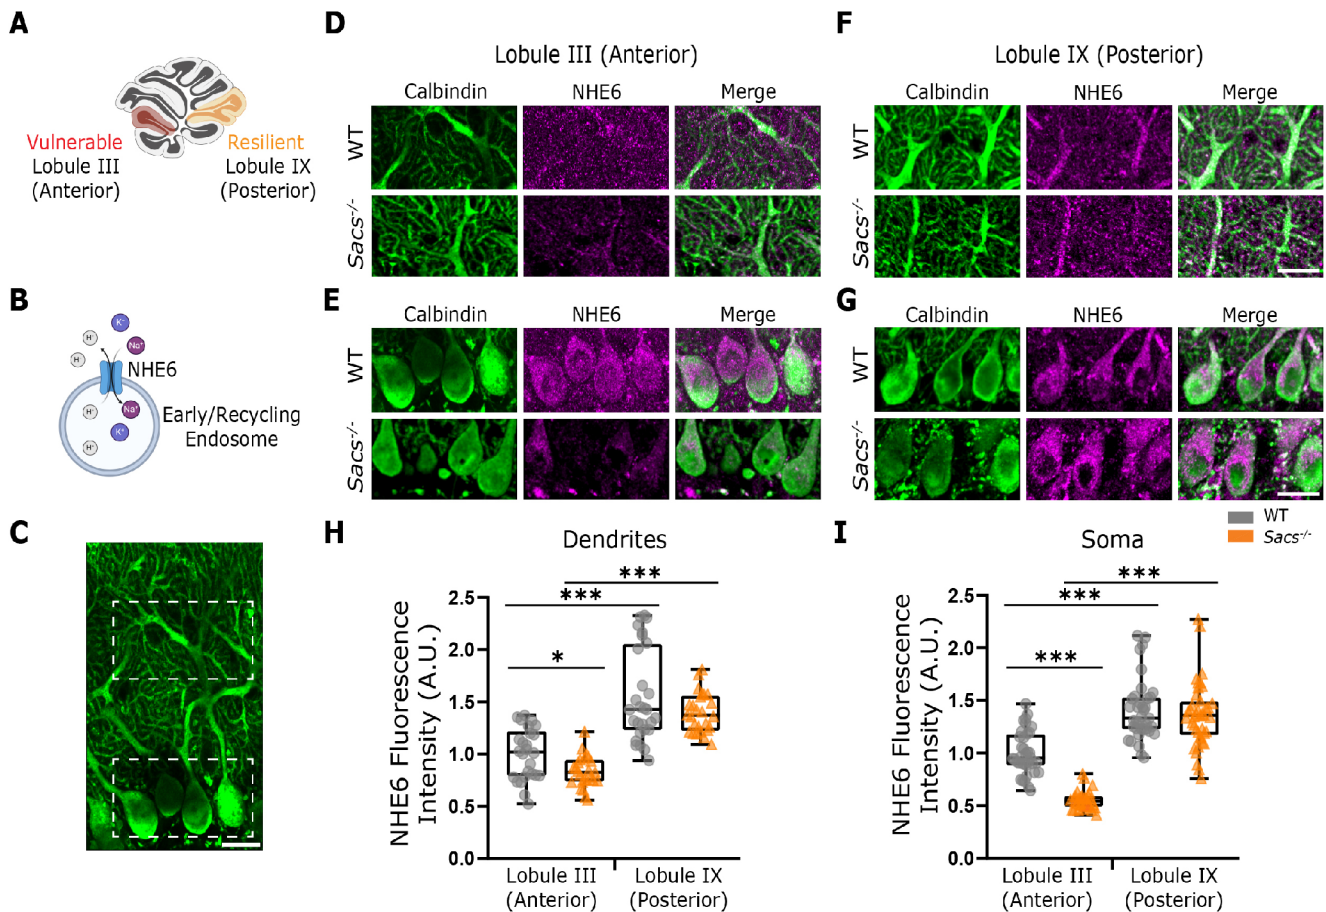 A
Vulnerable
Lobule III
(Anterior)
Resilient
Lobule IX
(Posterior)
B
K⁺
H⁺
Na⁺
H⁺
NHE6
H⁺
Na⁺
K⁺
H⁺
Early/Recycling
Endosome
C
D
Lobule III (Anterior)
Calbindin NHE6 Merge
WT
Sacs-/-
E
Calbindin NHE6 Merge
WT
Sacs-/-
F
Lobule IX (Posterior)
Calbindin NHE6 Merge
WT
Sacs-/-
G
Calbindin NHE6 Merge
WT
Sacs-/-
WT
Sacs-/-
H
Dendrites
NHE6 Fluorescence
Intensity (A.U.)
2.5
2.0
1.5
1.0
0.5
0.0
***
***
*
Lobule III
(Anterior)
Lobule IX
(Posterior)
I
Soma
NHE6 Fluorescence
Intensity (A.U.)
2.5
2.0
1.5
1.0
0.5
0.0
***
***
***
Lobule III
(Anterior)
Lobule IX
(Posterior)